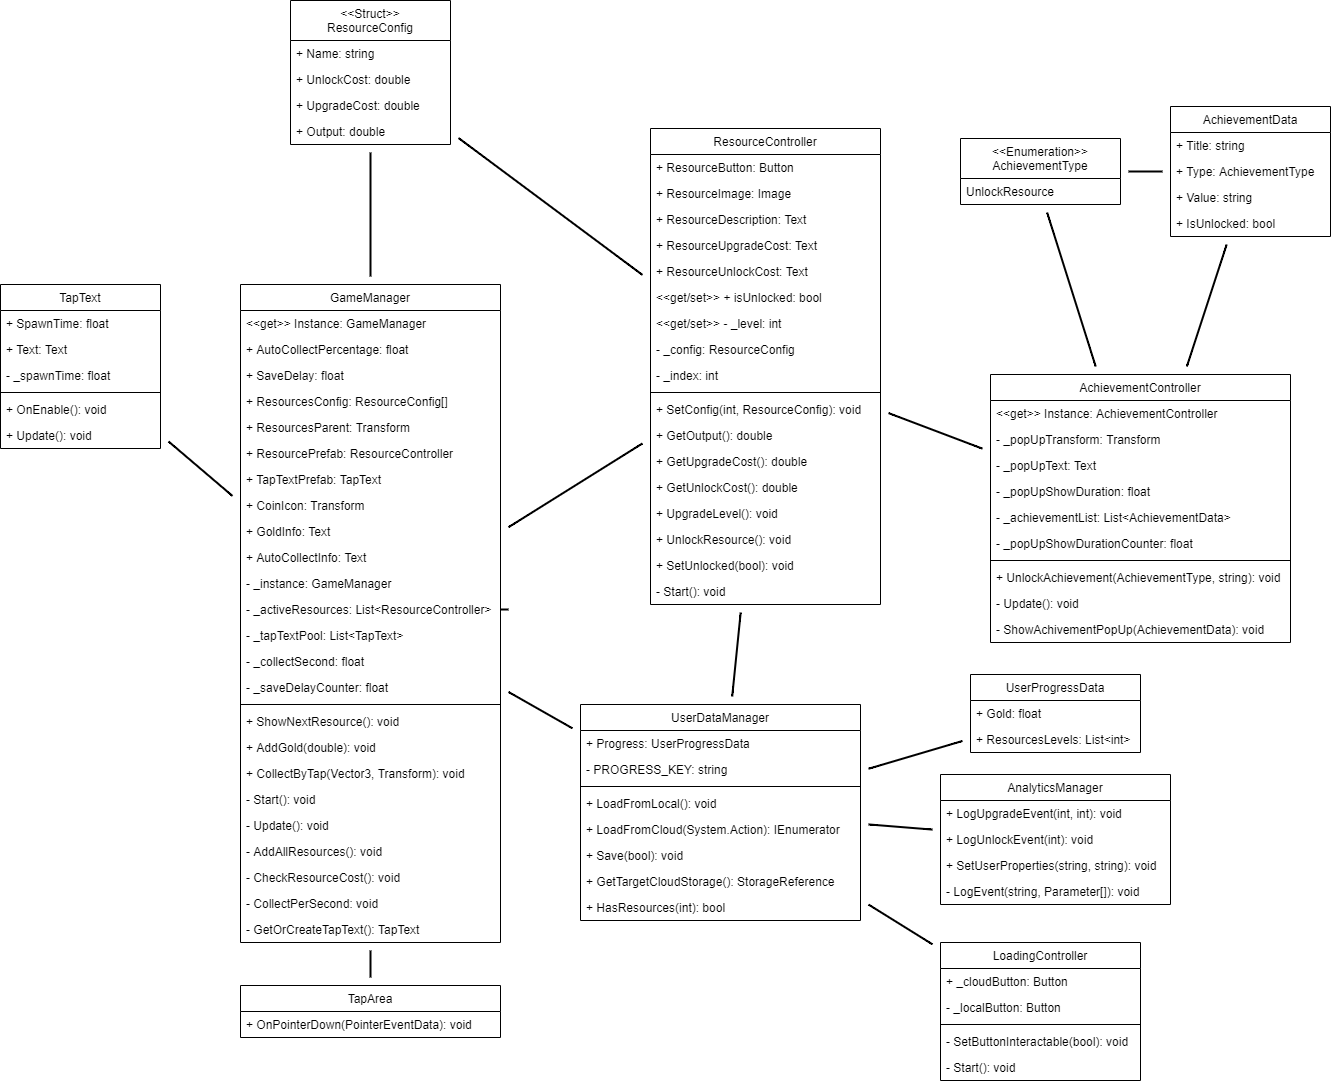 <<Struct>>
ResourceConfig
+ Name: string
+ UnlockCost: double
+ UpgradeCost: double
+ Output: double
ResourceController
+ ResourceButton: Button
+ ResourceImage: Image
+ ResourceDescription: Text
+ ResourceUpgradeCost: Text
+ ResourceUnlockCost: Text
<<get/set>> + isUnlocked: bool
<<get/set>> - _level: int
- _config: ResourceConfig
- _index: int
+ SetConfig(int, ResourceConfig): void
+ GetOutput(): double
+ GetUpgradeCost(): double
+ GetUnlockCost(): double
+ UpgradeLevel(): void
+ UnlockResource(): void
+ SetUnlocked(bool): void
- Start(): void
<<Enumeration>>
AchievementType
UnlockResource
AchievementData
+ Title: string
+ Type: AchievementType
+ Value: string
+ IsUnlocked: bool
TapText
+ SpawnTime: float
+ Text: Text
- _spawnTime: float
+ OnEnable(): void
+ Update(): void
GameManager
<<get>> Instance: GameManager
+ AutoCollectPercentage: float
+ SaveDelay: float
+ ResourcesConfig: ResourceConfig[]
+ ResourcesParent: Transform
+ ResourcePrefab: ResourceController
+ TapTextPrefab: TapText
+ CoinIcon: Transform
+ GoldInfo: Text
+ AutoCollectInfo: Text
- _instance: GameManager
- _activeResources: List<ResourceController>
- _tapTextPool: List<TapText>
- _collectSecond: float
- _saveDelayCounter: float
+ ShowNextResource(): void
+ AddGold(double): void
+ CollectByTap(Vector3, Transform): void
- Start(): void
- Update(): void
- AddAllResources(): void
- CheckResourceCost(): void
- CollectPerSecond: void
- GetOrCreateTapText(): TapText
AchievementController
<<get>> Instance: AchievementController
- _popUpTransform: Transform
- _popUpText: Text
- _popUpShowDuration: float
- _achievementList: List<AchievementData>
- _popUpShowDurationCounter: float
+ UnlockAchievement(AchievementType, string): void
- Update(): void
- ShowAchivementPopUp(AchievementData): void
UserDataManager
+ Progress: UserProgressData
- PROGRESS_KEY: string
+ LoadFromLocal(): void
+ LoadFromCloud(System.Action): IEnumerator
+ Save(bool): void
+ GetTargetCloudStorage(): StorageReference
+ HasResources(int): bool
UserProgressData
+ Gold: float
+ ResourcesLevels: List<int>
AnalyticsManager
+ LogUpgradeEvent(int, int): void
+ LogUnlockEvent(int): void
+ SetUserProperties(string, string): void
- LogEvent(string, Parameter[]): void
LoadingController
+ _cloudButton: Button
- _localButton: Button
- SetButtonInteractable(bool): void
- Start(): void
TapArea
+ OnPointerDown(PointerEventData): void